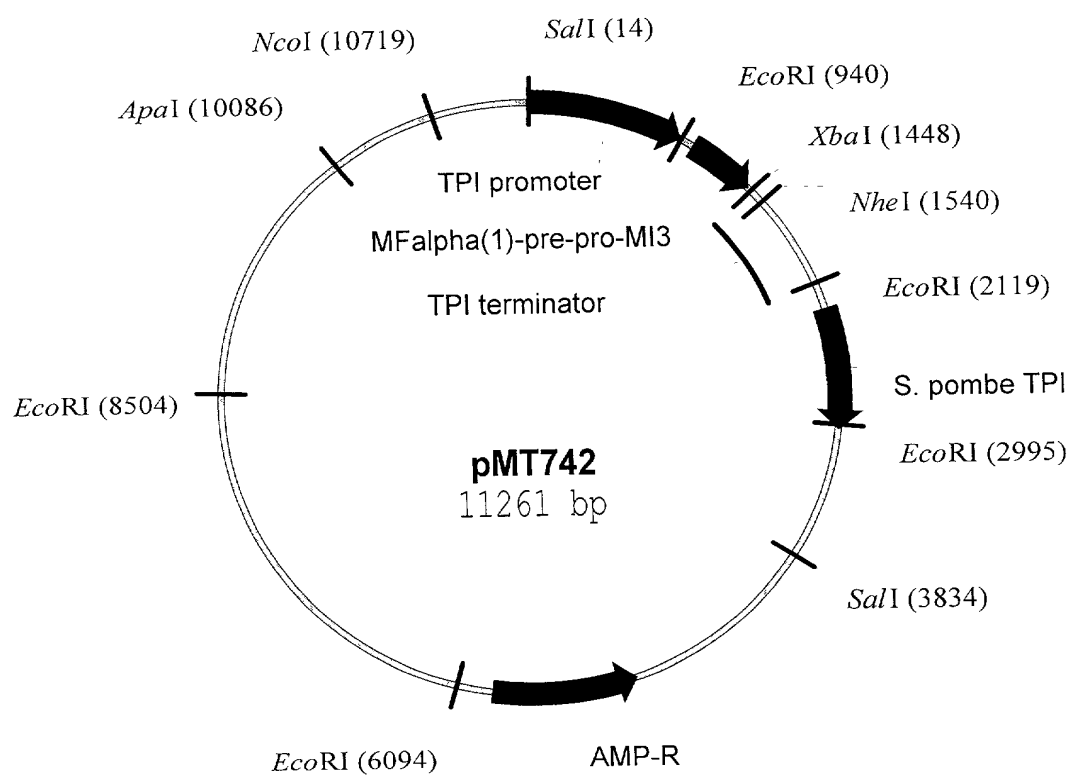 SalI (14)
NcoI (10719)
EcoRI (940)
ApaI (10086)
XbaI (1448)
TPI promoter
NheI (1540)
MFalpha(1)-pre-pro-MI3
EcoRI (2119)
TPI terminator
S. pombe TPI
EcoRI (8504)
EcoRI (2995)
pMT742
11261 bp
SalI (3834)
EcoRI (6094)
AMP-R